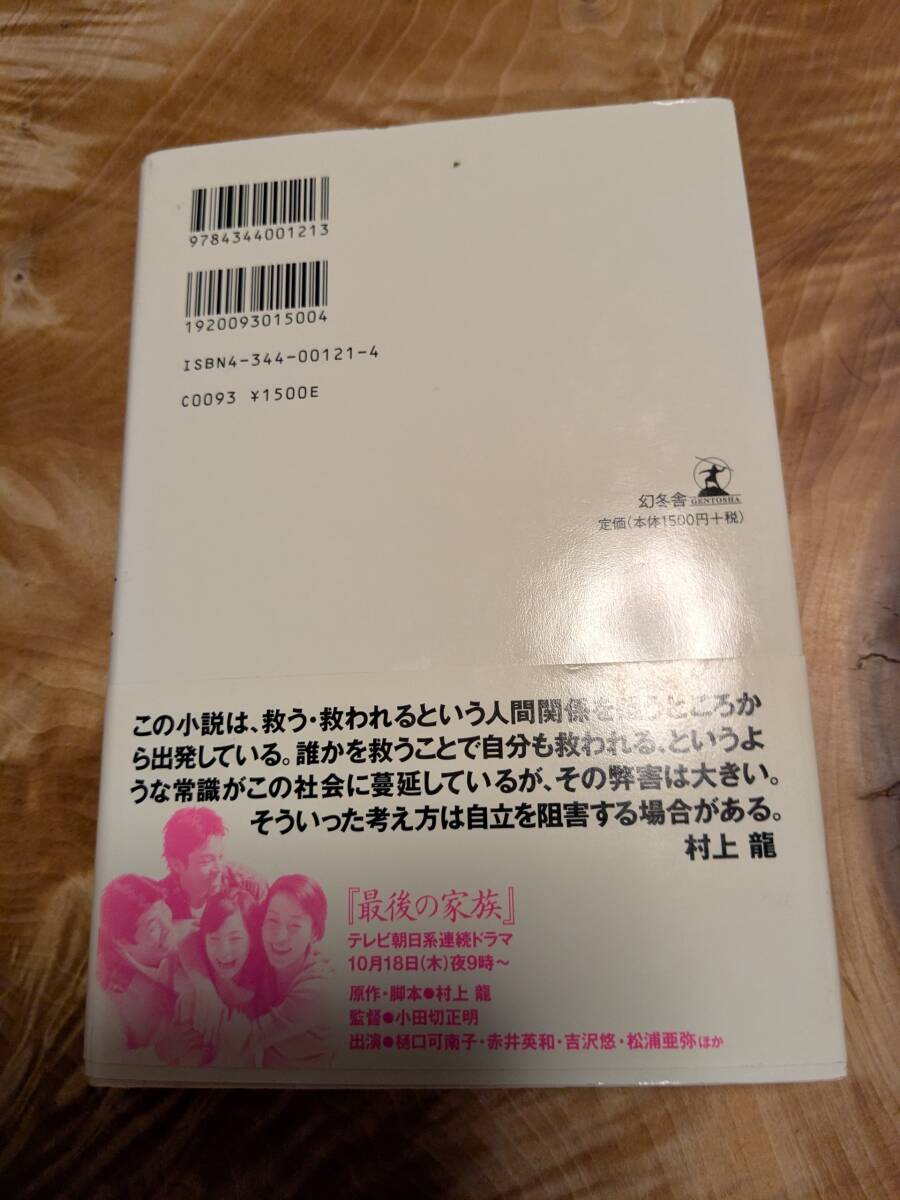 9784344001213
1920093015004
ISBN4-344-00121-4
C0093 ¥1500E
幻冬舎
GENTOSHA
定価(本体1500円+税)
この小説は、救う・救われるという人間関係を疑うところか
ら出発している。誰かを救うことで自分も救われる、というよ
うな常識がこの社会に蔓延しているが、その弊害は大きい。
そういった考え方は自立を阻害する場合がある。
村上 龍
『最後の家族』
テレビ朝日系連続ドラマ
10月18日(木)夜9時～
原作・脚本●村上 龍
監督●小田切正明
出演●樋口可南子・赤井英和・吉沢悠・松浦亜弥ほか